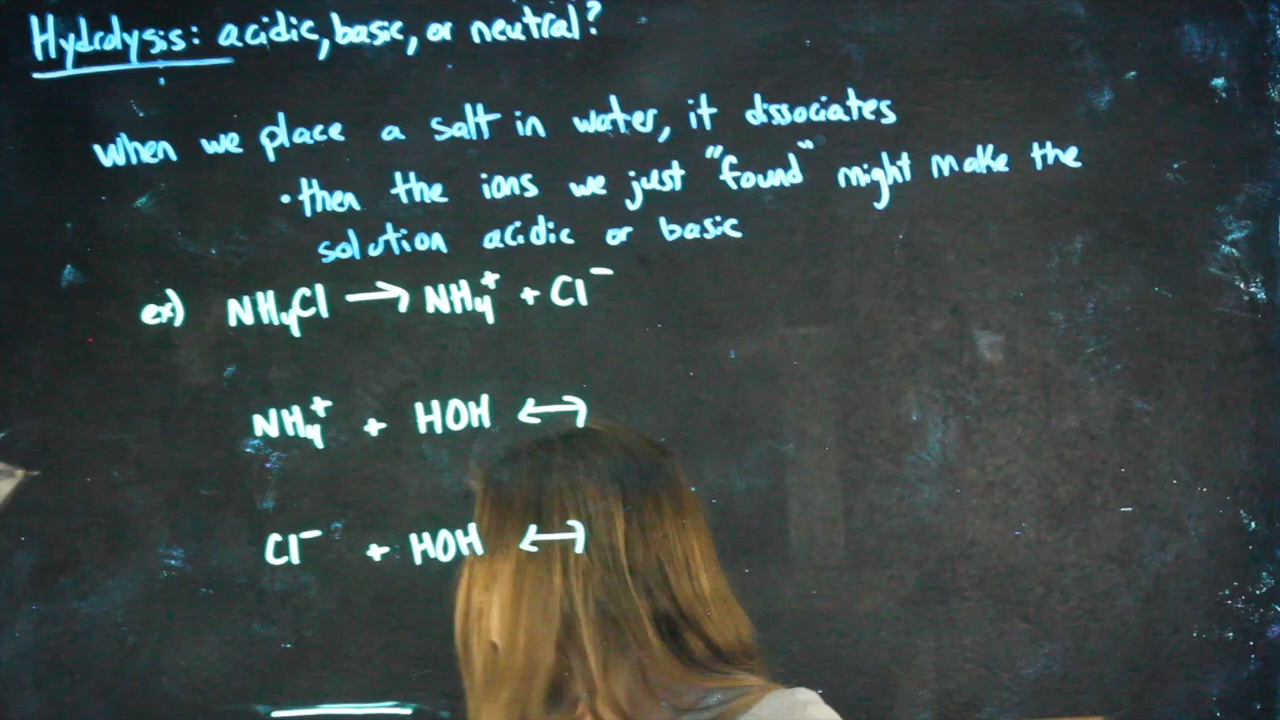 Hydrolysis: acidic, basic, or neutral?
when we place a salt in water, it dissociates
• then the ions we just "found" might make the
solution acidic or basic
ex) NH₄Cl → NH₄⁺ + Cl⁻
NH₄⁺ + HOH ↔
Cl⁻ + HOH ↔